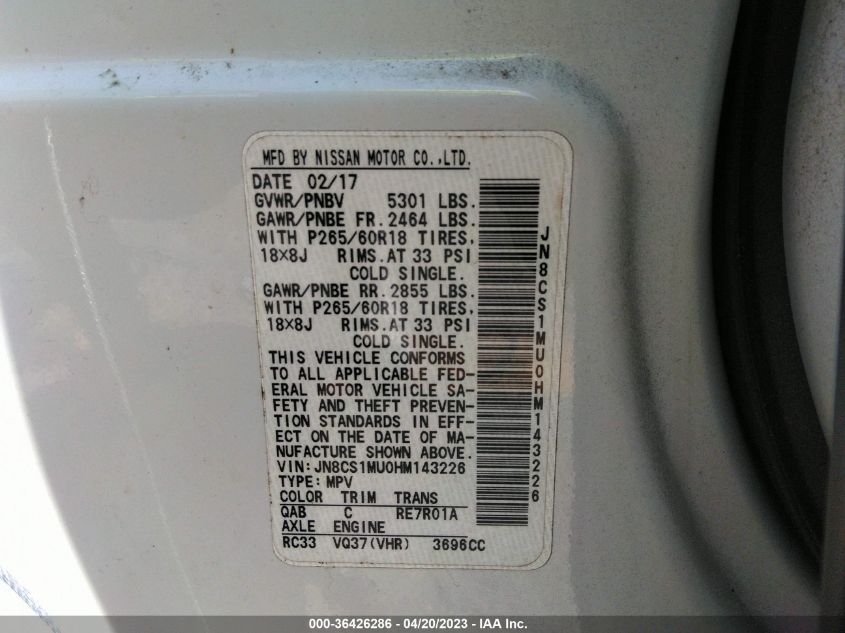 MFD BY NISSAN MOTOR CO.,LTD.
DATE 02/17
GVWR/PNBV 5301 LBS.
GAWR/PNBE FR.2464 LBS.
WITH P265/60R18 TIRES,
18X8J RIMS.AT 33 PSI
COLD SINGLE.
GAWR/PNBE RR.2855 LBS.
WITH P265/60R18 TIRES,
18X8J RIMS.AT 33 PSI
COLD SINGLE.
THIS VEHICLE CONFORMS
TO ALL APPLICABLE FED-
ERAL MOTOR VEHICLE SA-
FETY AND THEFT PREVEN-
TION STANDARDS IN EFF-
ECT ON THE DATE OF MA-
NUFACTURE SHOWN ABOVE.
VIN:JN8CS1MU0HM143226
TYPE:MPV
COLOR TRIM TRANS
QAB C RE7R01A
AXLE ENGINE
RC33 VQ37(VHR) 3696CC
JN8CS1MU0HM143226
000-36426286 - 04/20/2023 - IAA Inc.